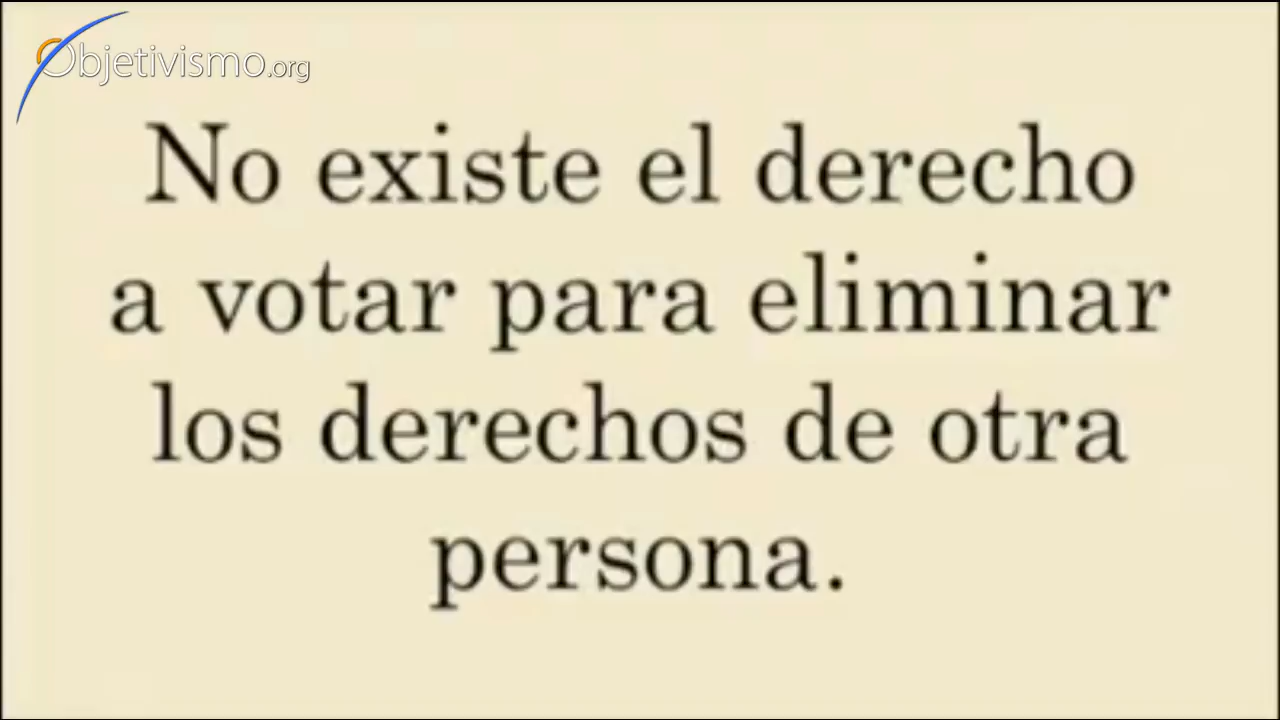 Objetivismo.org
No existe el derecho
a votar para eliminar
los derechos de otra
persona.